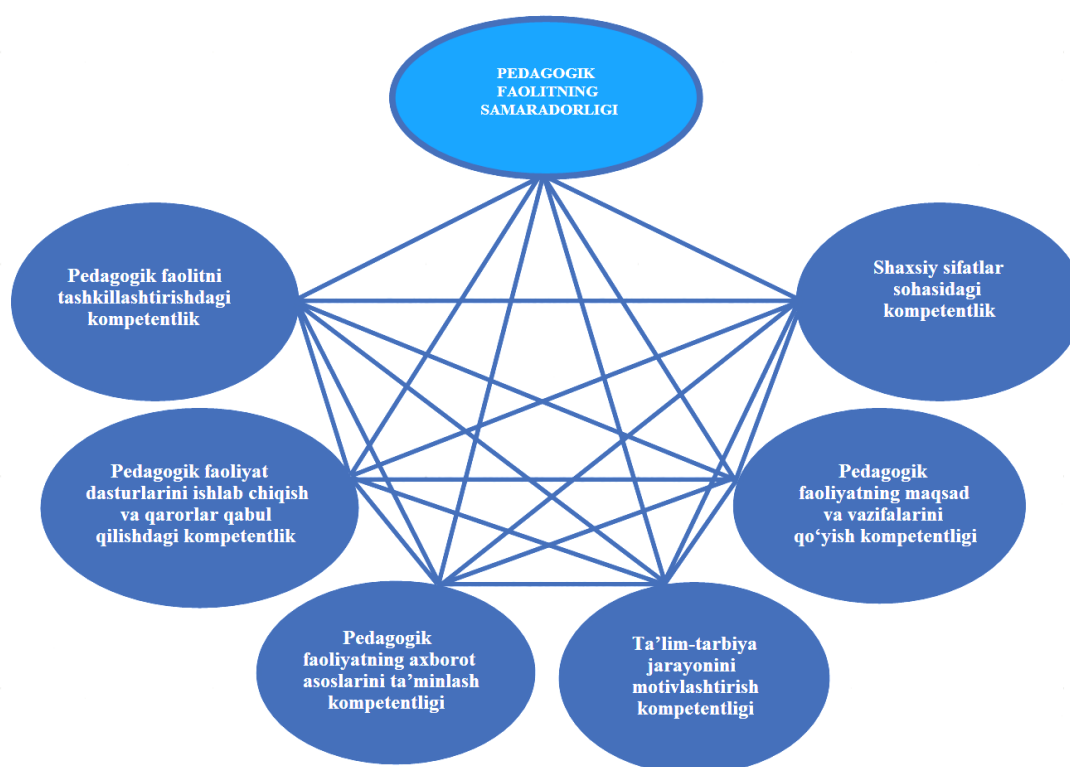 PEDAGOGIK
FAOLITNING
SAMARADORLIGI
Pedagogik faolitni
tashkillashtirishdagi
kompetentlik
Shaxsiy sifatlar
sohasidagi
kompetentlik
Pedagogik faoliyat
dasturlarini ishlab chiqish
va qarorlar qabul
qilishdagi kompetentlik
Pedagogik
faoliyatning maqsad
va vazifalarini
qo‘yish kompetentligi
Pedagogik
faoliyatning axborot
asoslarini ta’minlash
kompetentligi
Ta’lim-tarbiya
jarayonini
motivlashtirish
kompetentligi